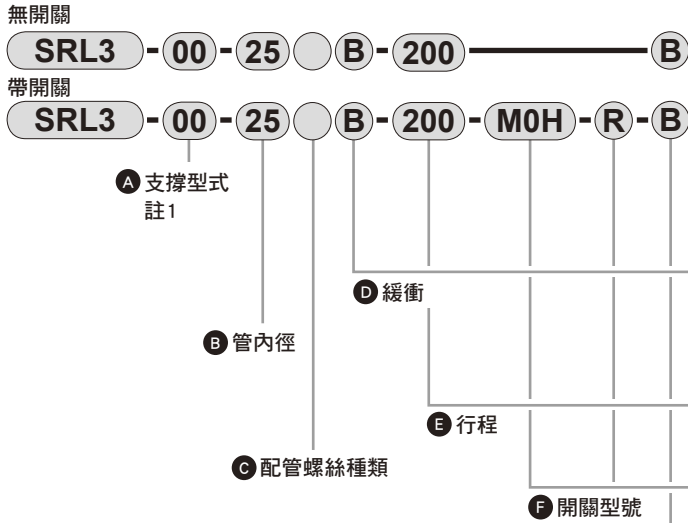 無開關
SRL3-00-25 B-200 B
帶開關
SRL3-00-25 B-200-M0H-R-B
A 支撐型式
註1
D 緩衝
B 管內徑
E 行程
C 配管螺絲種類
F 開關型號